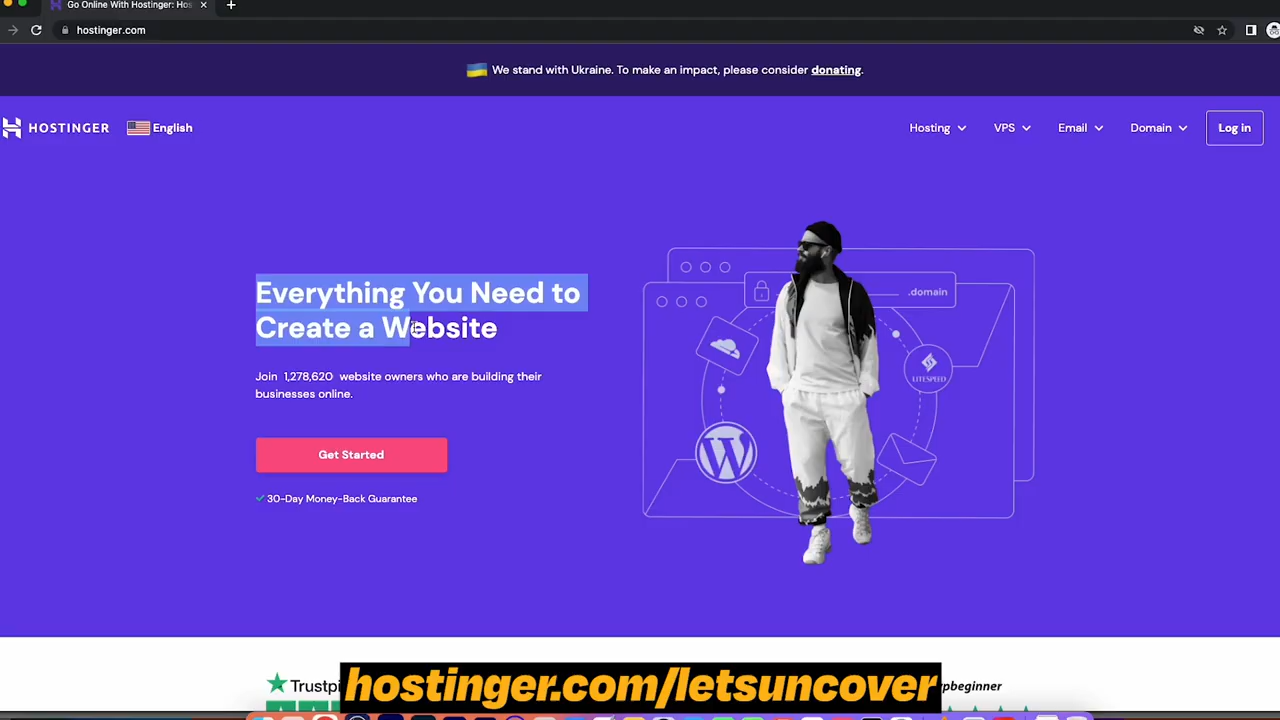 Go Online With Hostinger: Hos
hostinger.com
We stand with Ukraine. To make an impact, please consider donating.
HOSTINGER
English
Hosting
VPS
Email
Domain
Log in
Everything You Need to
Create a Website
Join 1,278,620 website owners who are building their
businesses online.
Get Started
30-Day Money-Back Guarantee
.domain
LITESPEED
Trustpi
pbeginner
hostinger.com/letsuncover